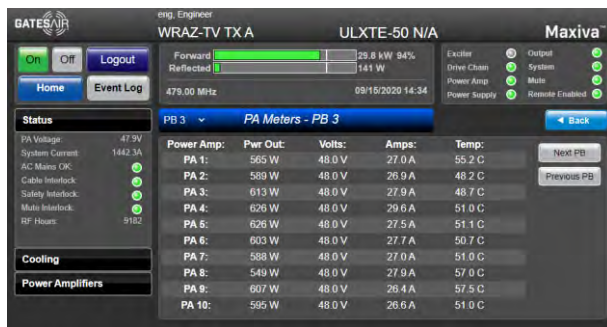 eng, Engineer
GATESAIR WRAZ-TV TX A ULXTE-50 N/A Maxiva™
On Off Logout
Home Event Log
Forward 29.8 kW 94%
Reflected 141 W
479.00 MHz 09/15/2020 14:34
Exciter Output
Drive Chain System
Power Amp Mute
Power Supply Remote Enabled
Status
PB 3 PA Meters - PB 3 Back
PA Voltage: 47.9V
System Current: 1442.3A
AC Mains OK:
Cable Interlock:
Safety Interlock:
Mute Interlock:
RF Hours: 9182
Cooling
Power Amplifiers
Power Amp: Pwr Out: Volts: Amps: Temp:
PA 1: 565 W 48.0 V 27.0 A 55.2 C
PA 2: 589 W 48.0 V 26.9 A 48.2 C
PA 3: 613 W 48.0 V 27.9 A 48.7 C
PA 4: 626 W 48.0 V 29.6 A 51.0 C
PA 5: 626 W 48.0 V 27.5 A 51.1 C
PA 6: 603 W 48.0 V 27.7 A 50.7 C
PA 7: 588 W 48.0 V 27.0 A 51.0 C
PA 8: 549 W 48.0 V 27.9 A 57.0 C
PA 9: 607 W 48.0 V 26.4 A 57.5 C
PA 10: 595 W 48.0 V 26.6 A 51.0 C
Next PB
Previous PB